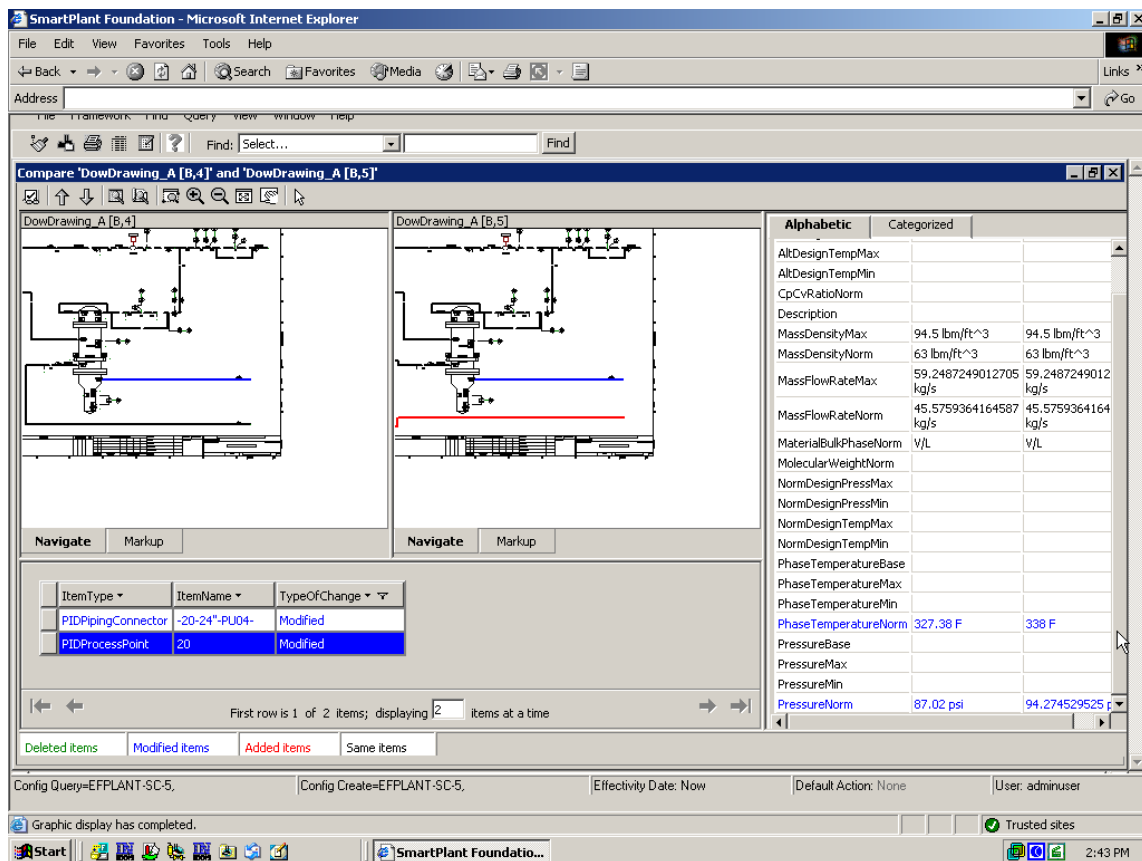 SmartPlant Foundation - Microsoft Internet Explorer
File Edit View Favorites Tools Help
Back Search Favorites Media Links »
Address Go
File Framework Find Query View Window Help
Find: Select... Find
Compare 'DowDrawing_A [B,4]' and 'DowDrawing_A [B,5]'
DowDrawing_A [B,4] DowDrawing_A [B,5]
Navigate Markup Navigate Markup
Alphabetic Categorized
AltDesignTempMax
AltDesignTempMin
CpCvRatioNorm
Description
MassDensityMax 94.5 lbm/ft^3 94.5 lbm/ft^3
MassDensityNorm 63 lbm/ft^3 63 lbm/ft^3
MassFlowRateMax 59.2487249012705 kg/s 59.2487249012 kg/s
MassFlowRateNorm 45.5759364164587 kg/s 45.5759364164 kg/s
MaterialBulkPhaseNorm V/L V/L
MolecularWeightNorm
NormDesignPressMax
NormDesignPressMin
NormDesignTempMax
NormDesignTempMin
PhaseTemperatureBase
PhaseTemperatureMax
PhaseTemperatureMin
PhaseTemperatureNorm 327.38 F 338 F
PressureBase
PressureMax
PressureMin
PressureNorm 87.02 psi 94.274529525 p
ItemType ItemName TypeOfChange
PIDPipingConnector -20-24"-PU04- Modified
PIDProcessPoint 20 Modified
First row is 1 of 2 items; displaying 2 items at a time
Deleted items Modified items Added items Same items
Config Query=EFPLANT-SC-5, Config Create=EFPLANT-SC-5, Effectivity Date: Now Default Action: None User: adminuser
Graphic display has completed. Trusted sites
Start SmartPlant Foundatio... 2:43 PM